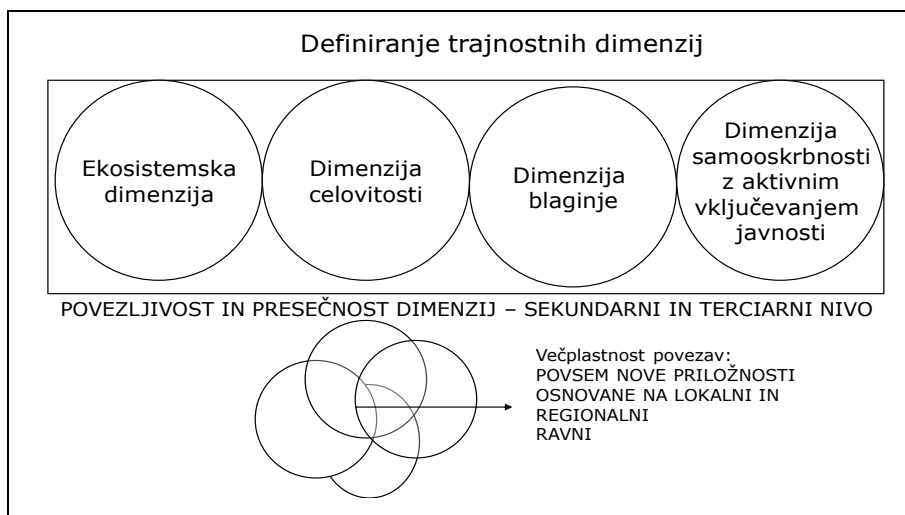 Definiranje trajnostnih dimenzij
Ekosistemska
dimenzija
Dimenzija
celovitosti
Dimenzija
blaginje
Dimenzija
samooskrbnosti
z aktivnim
vključevanjem
javnosti
POVEZLJIVOST IN PRESEČNOST DIMENZIJ – SEKUNDARNI IN TERCIARNI NIVO
Večplastnost povezav:
POVSEM NOVE PRILOŽNOSTI
OSNOVANE NA LOKALNI IN
REGIONALNI
RAVNI